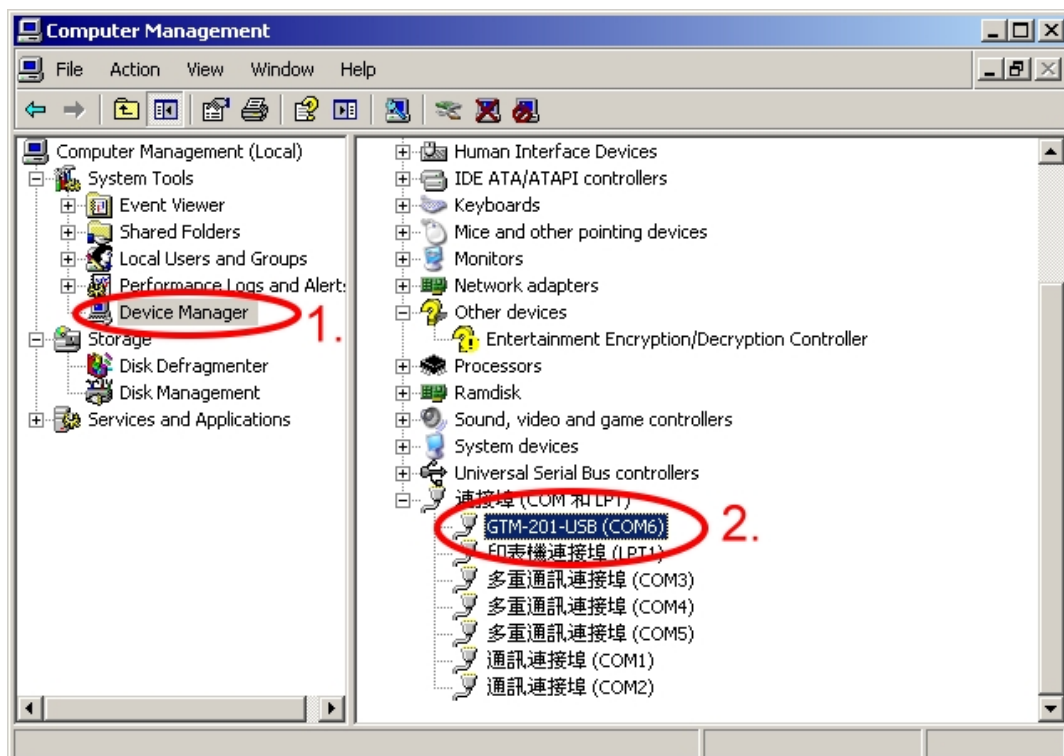 Computer Management
File Action View Window Help
Computer Management (Local)
System Tools
Event Viewer
Shared Folders
Local Users and Groups
Performance Logs and Alert
Device Manager
1.
Storage
Disk Defragmenter
Disk Management
Services and Applications
Human Interface Devices
IDE ATA/ATAPI controllers
Keyboards
Mice and other pointing devices
Monitors
Network adapters
Other devices
Entertainment Encryption/Decryption Controller
Processors
Ramdisk
Sound, video and game controllers
System devices
Universal Serial Bus controllers
連接埠 (COM 和 LPT)
GTM-201-USB (COM6)
2.
印表機連接埠 (LPT1)
多重通訊連接埠 (COM3)
多重通訊連接埠 (COM4)
多重通訊連接埠 (COM5)
通訊連接埠 (COM1)
通訊連接埠 (COM2)